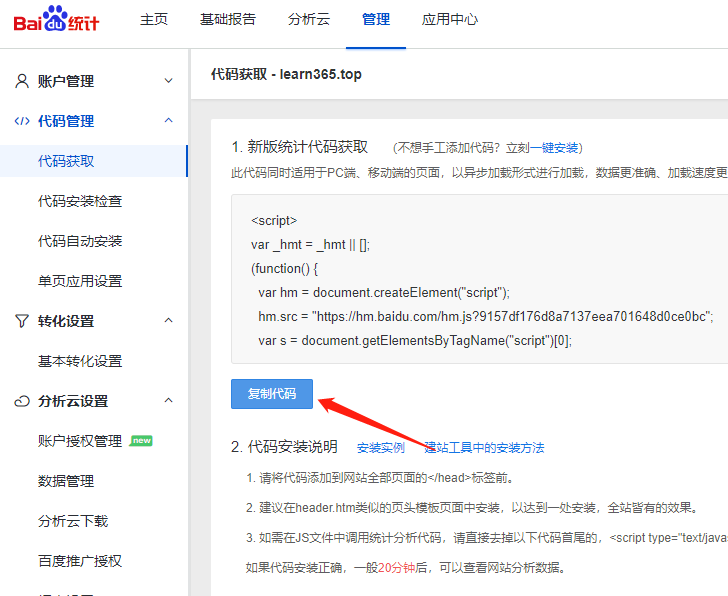 Bai du 统计 主页 基础报告 分析云 管理 应用中心
账户管理
代码获取 - learn365.top
代码管理
代码获取
代码安装检查
代码自动安装
单页应用设置
转化设置
基本转化设置
分析云设置
账户授权管理 new
数据管理
分析云下载
百度推广授权
1. 新版统计代码获取 (不想手工添加代码? 立刻一键安装)
此代码同时适用于PC端、移动端的页面，以异步加载形式进行加载，数据更准确、加载速度更
<script>
var _hmt = _hmt || [];
(function() {
var hm = document.createElement("script");
hm.src = "https://hm.baidu.com/hm.js?9157df176d8a7137eea701648d0ce0bc";
var s = document.getElementsByTagName("script")[0];
复制代码
2. 代码安装说明 安装实例 建站工具中的安装方法
1. 请将代码添加到网站全部页面的</head>标签前。
2. 建议在header.htm类似的页头模板页面中安装，以达到一处安装，全站皆有的效果。
3. 如需在JS文件中调用统计分析代码，请直接去掉以下代码首尾的，<script type="text/javas
如果代码安装正确，一般20分钟后，可以查看网站分析数据。